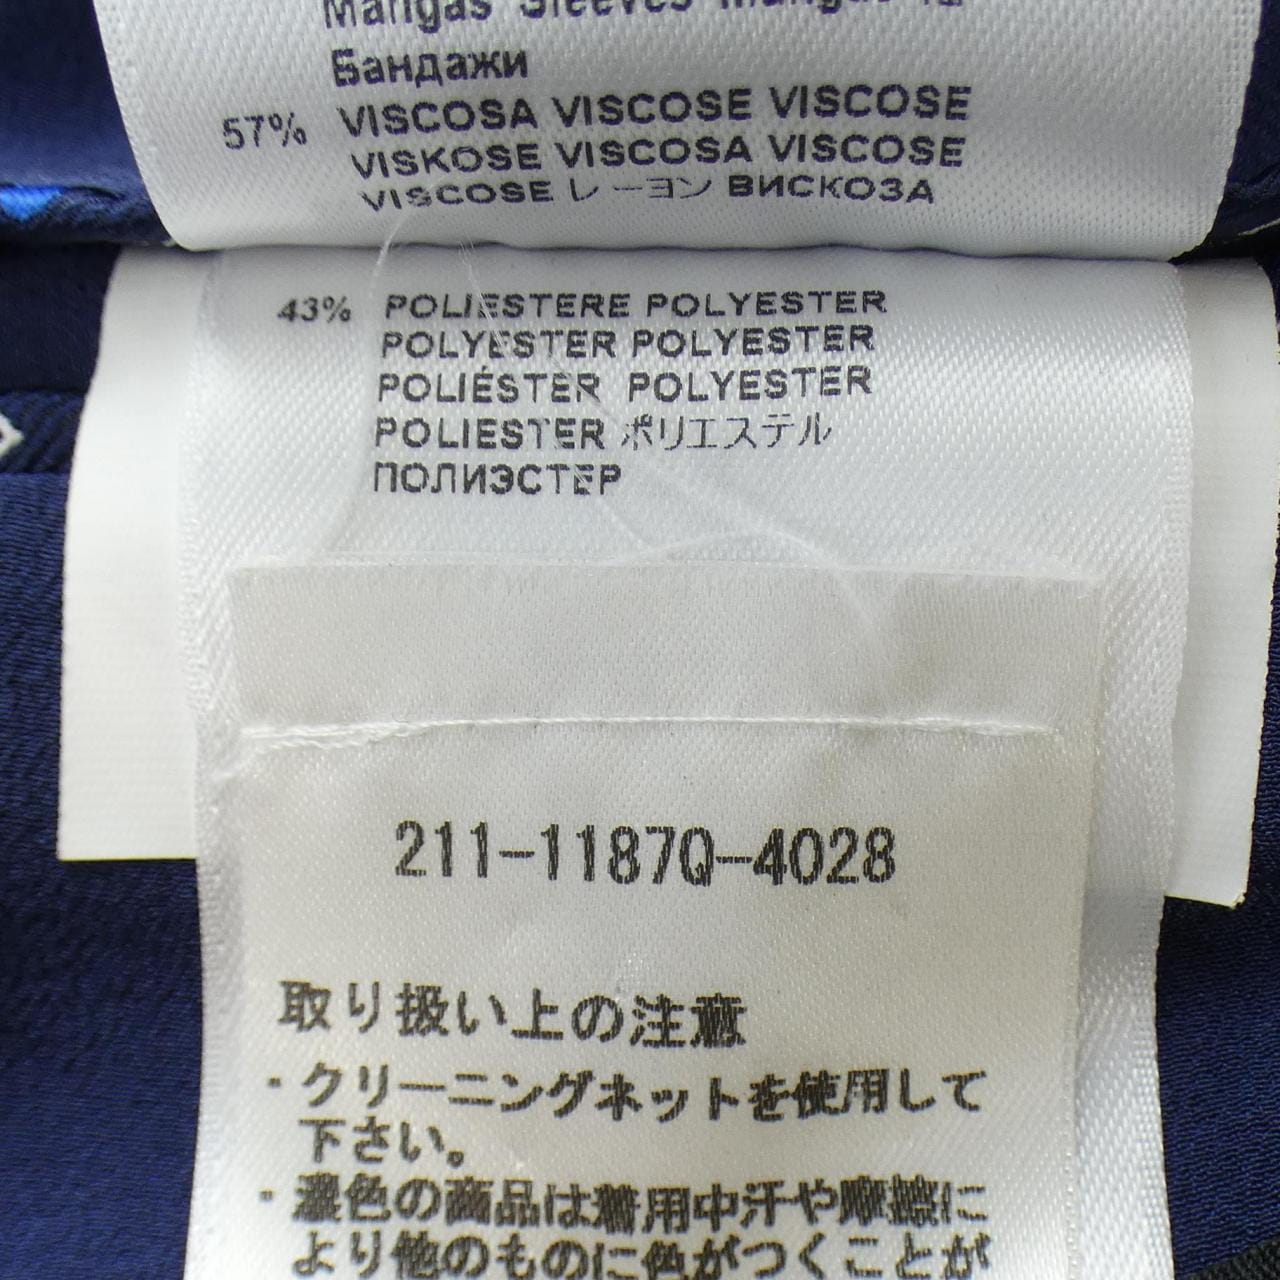 Mangas Sleeves Mangas 袖
Бандажи
57% VISCOSA VISCOSE VISCOSE
VISKOSE VISCOSA VISCOSE
VISCOSE レーヨン ВИСКОЗА
43% POLIESTERE POLYESTER
POLYESTER POLYESTER
POLIÉSTER POLYESTER
POLIESTER ポリエステル
ПОЛИЭСТЕР
211-1187Q-4028
取り扱い上の注意
・クリーニングネットを使用して
下さい。
・濃色の商品は着用中汗や摩擦に
より他のものに色がつくことが